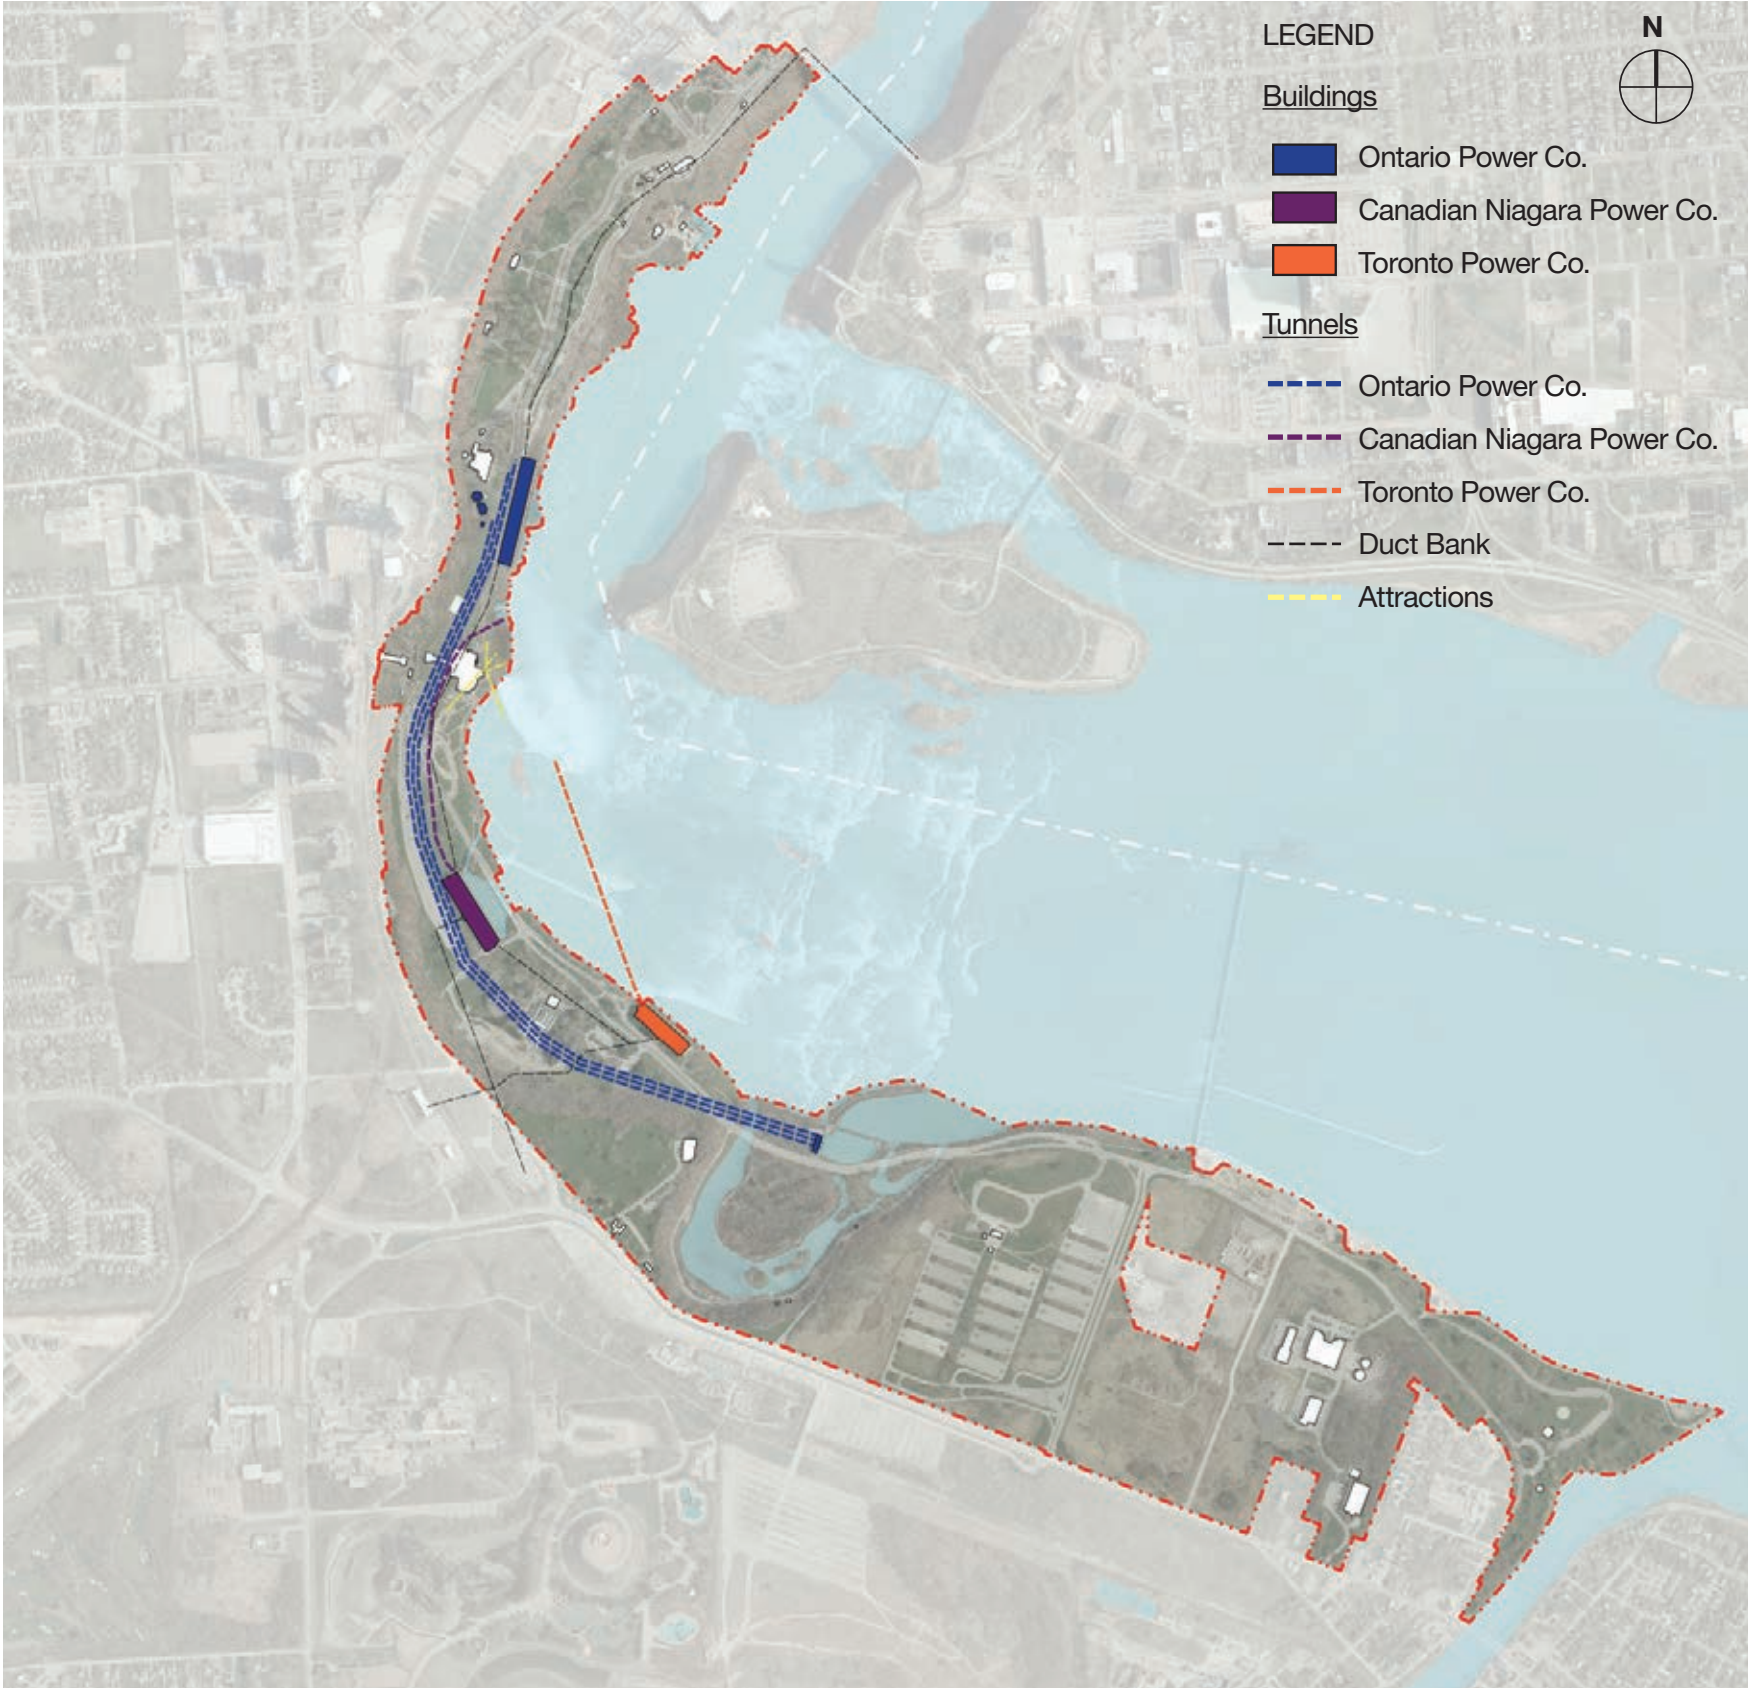 LEGEND
N
Buildings
Ontario Power Co.
Canadian Niagara Power Co.
Toronto Power Co.
Tunnels
Ontario Power Co.
Canadian Niagara Power Co.
Toronto Power Co.
Duct Bank
Attractions